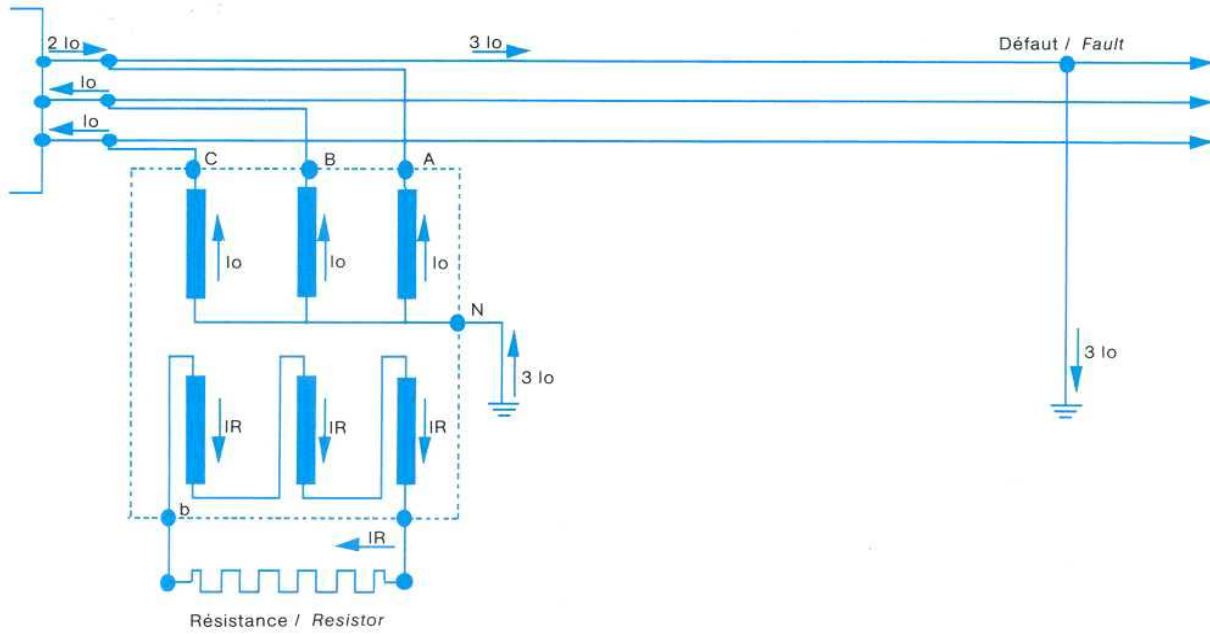 2 Io
3 Io
Défaut / Fault
Io
Io
C
B
A
Io
Io
Io
N
3 Io
3 Io
IR
IR
IR
b
IR
Résistance / Resistor